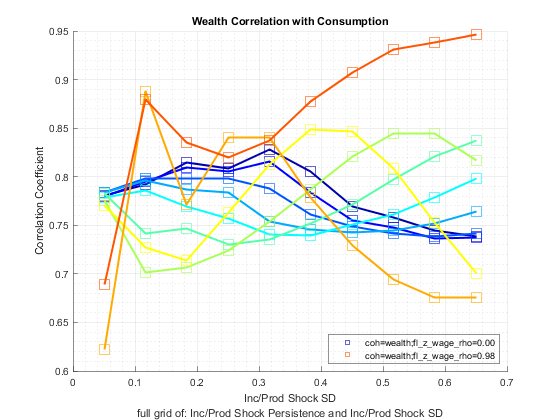 Wealth Correlation with Consumption
0.95
0.9
0.85
0.8
0.75
0.7
0.65
0.6
Correlation Coefficient
0
0.1
0.2
0.3
0.4
0.5
0.6
0.7
coh=wealth;fl_z_wage_rho=0.00
coh=wealth;fl_z_wage_rho=0.98
Inc/Prod Shock SD
full grid of: Inc/Prod Shock Persistence and Inc/Prod Shock SD